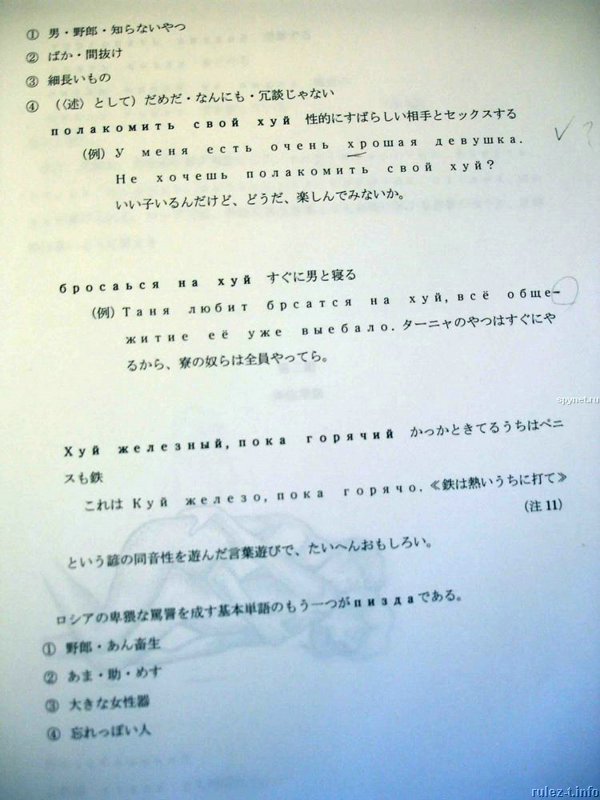 ① 男・野郎・知らないやつ
② ばか・間抜け
③ 細長いもの
④ (《述》として) だめだ・なんにも・冗談じゃない
полакомить свой хуй 性的にすばらしい相手とセックスする
(例) У меня есть очень хрошая девушка.
Не хочешь полакомить свой хуй?
いい子いるんだけど、どうだ、楽しんでみないか。
бросаься на хуй すぐに男と寝る
(例) Таня любит брсатся на хуй, всё обще-
житие её уже выебало. ターニャのやつはすぐにや
るから、寮の奴らは全員やってら。
spynet.ru
Хуй железный, пока горячий かっかときてるうちはペニ
スも鉄
これは Куй железо, пока горячо. 《鉄は熱いうちに打て》
(注 11)
という諺の同音性を遊んだ言葉遊びで、たいへんおもしろい。
ロシアの卑猥な罵詈を成す基本単語のもう一つが пизда である。
① 野郎・あん畜生
② あま・助・めす
③ 大きな女性器
④ 忘れっぽい人
rulez-t.info